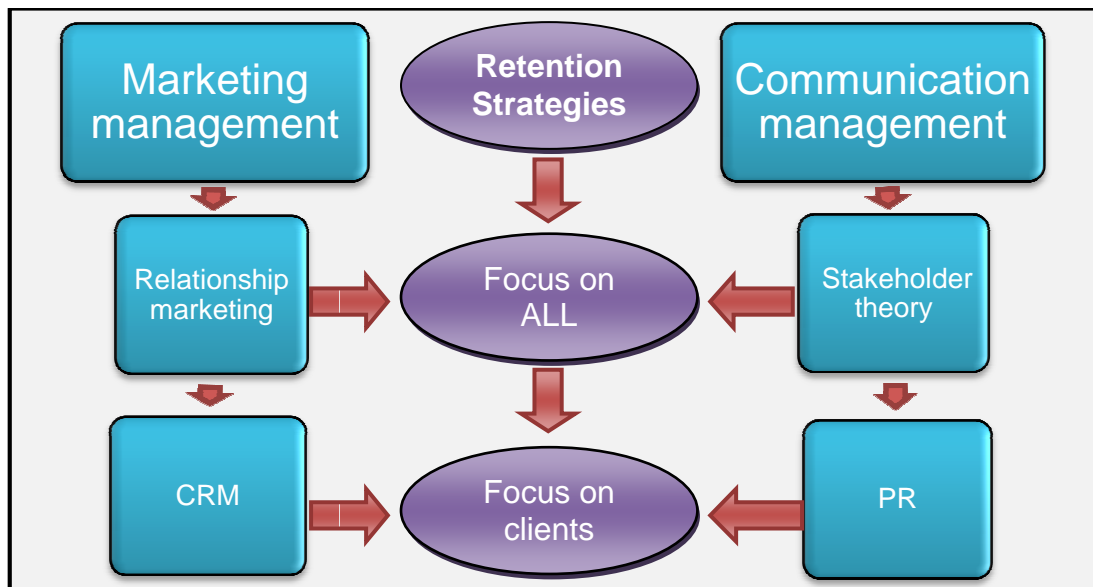 Marketing
management
Retention
Strategies
Communication
management
Relationship
marketing
Focus on
ALL
Stakeholder
theory
CRM
Focus on
clients
PR